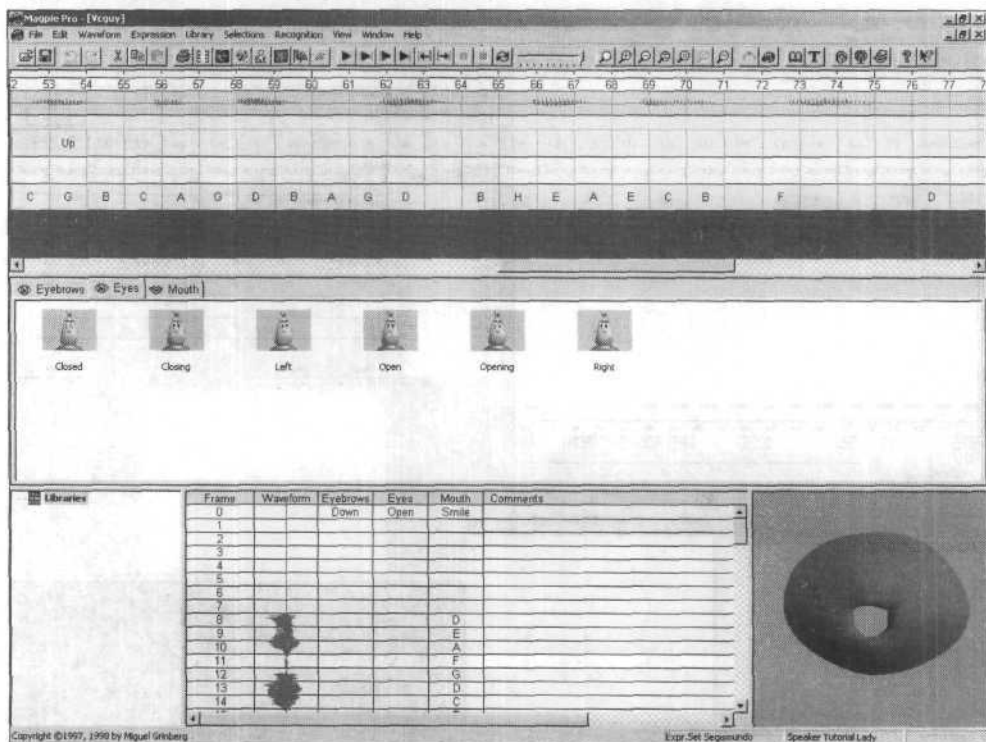 Magpie Pro - [Vcguy]
File Edit Waveform Expression Library Selections Recognition View Window Help
2 53 54 55 56 57 58 59 60 61 62 63 64 65 66 67 68 69 70 71 72 73 74 75 76 77 7
Up
C G B C A G D B A G D B H E A E C B F D
Eyebrows Eyes Mouth
Closed Closing Left Open Opening Right
Libraries
Frame Waveform Eyebrows Eyes Mouth Comments
0 Down Open Smile
1
2
3
4
5
6
7
8 D
9 E
10 A
11 F
12 G
13 D
14 C
Copyright ©1997, 1998 by Miguel Grinberg Expr.Set Segismundo Speaker Tutorial Lady